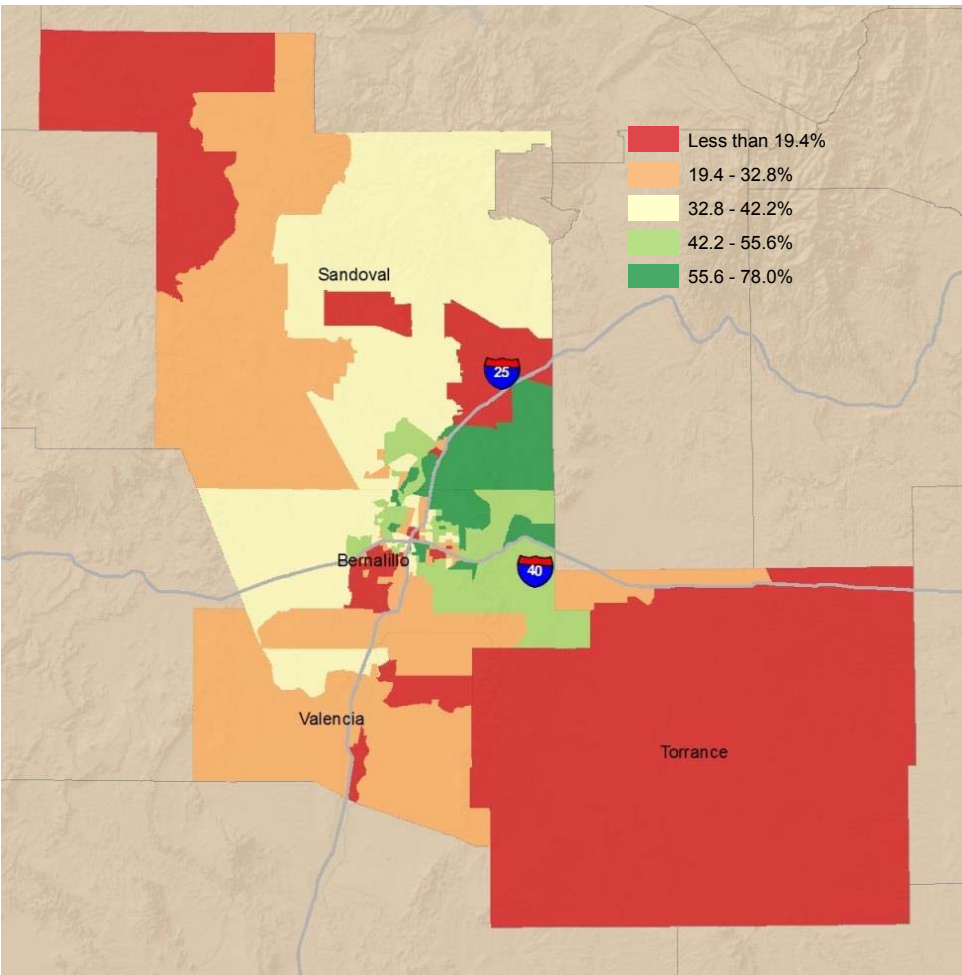 Less than 19.4%
19.4 - 32.8%
32.8 - 42.2%
42.2 - 55.6%
55.6 - 78.0%
Sandoval
25
Bernalillo
40
Valencia
Torrance